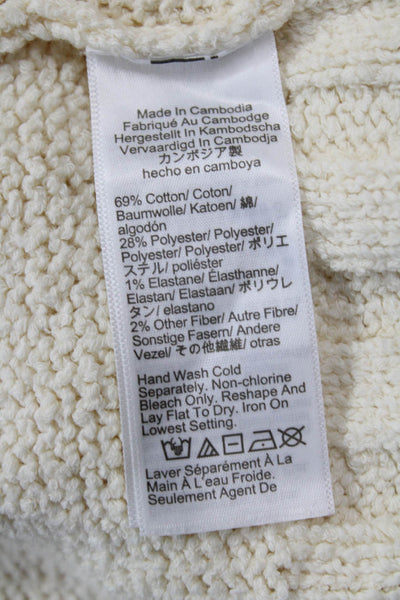 Made In Cambodia
Fabriqué Au Cambodge
Hergestellt In Kambodscha
Vervaardigd In Cambodja
カンボジア製
hecho en camboya
69% Cotton/ Coton/
Baumwolle/ Katoen/ 綿/
algodón
28% Polyester/ Polyester/
Polyester/ Polyester/ ポリエ
ステル/ poliéster
1% Elastane/ Élasthanne/
Elastan/ Elastaan/ ポリウレ
タン/ elastano
2% Other Fiber/ Autre Fibre/
Sonstige Fasern/ Andere
Vezel/ その他繊維/ otras
Hand Wash Cold
Separately. Non-chlorine
Bleach Only. Reshape And
Lay Flat To Dry. Iron On
Lowest Setting.
Laver Séparément À La
Main À L'eau Froide.
Seulement Agent De